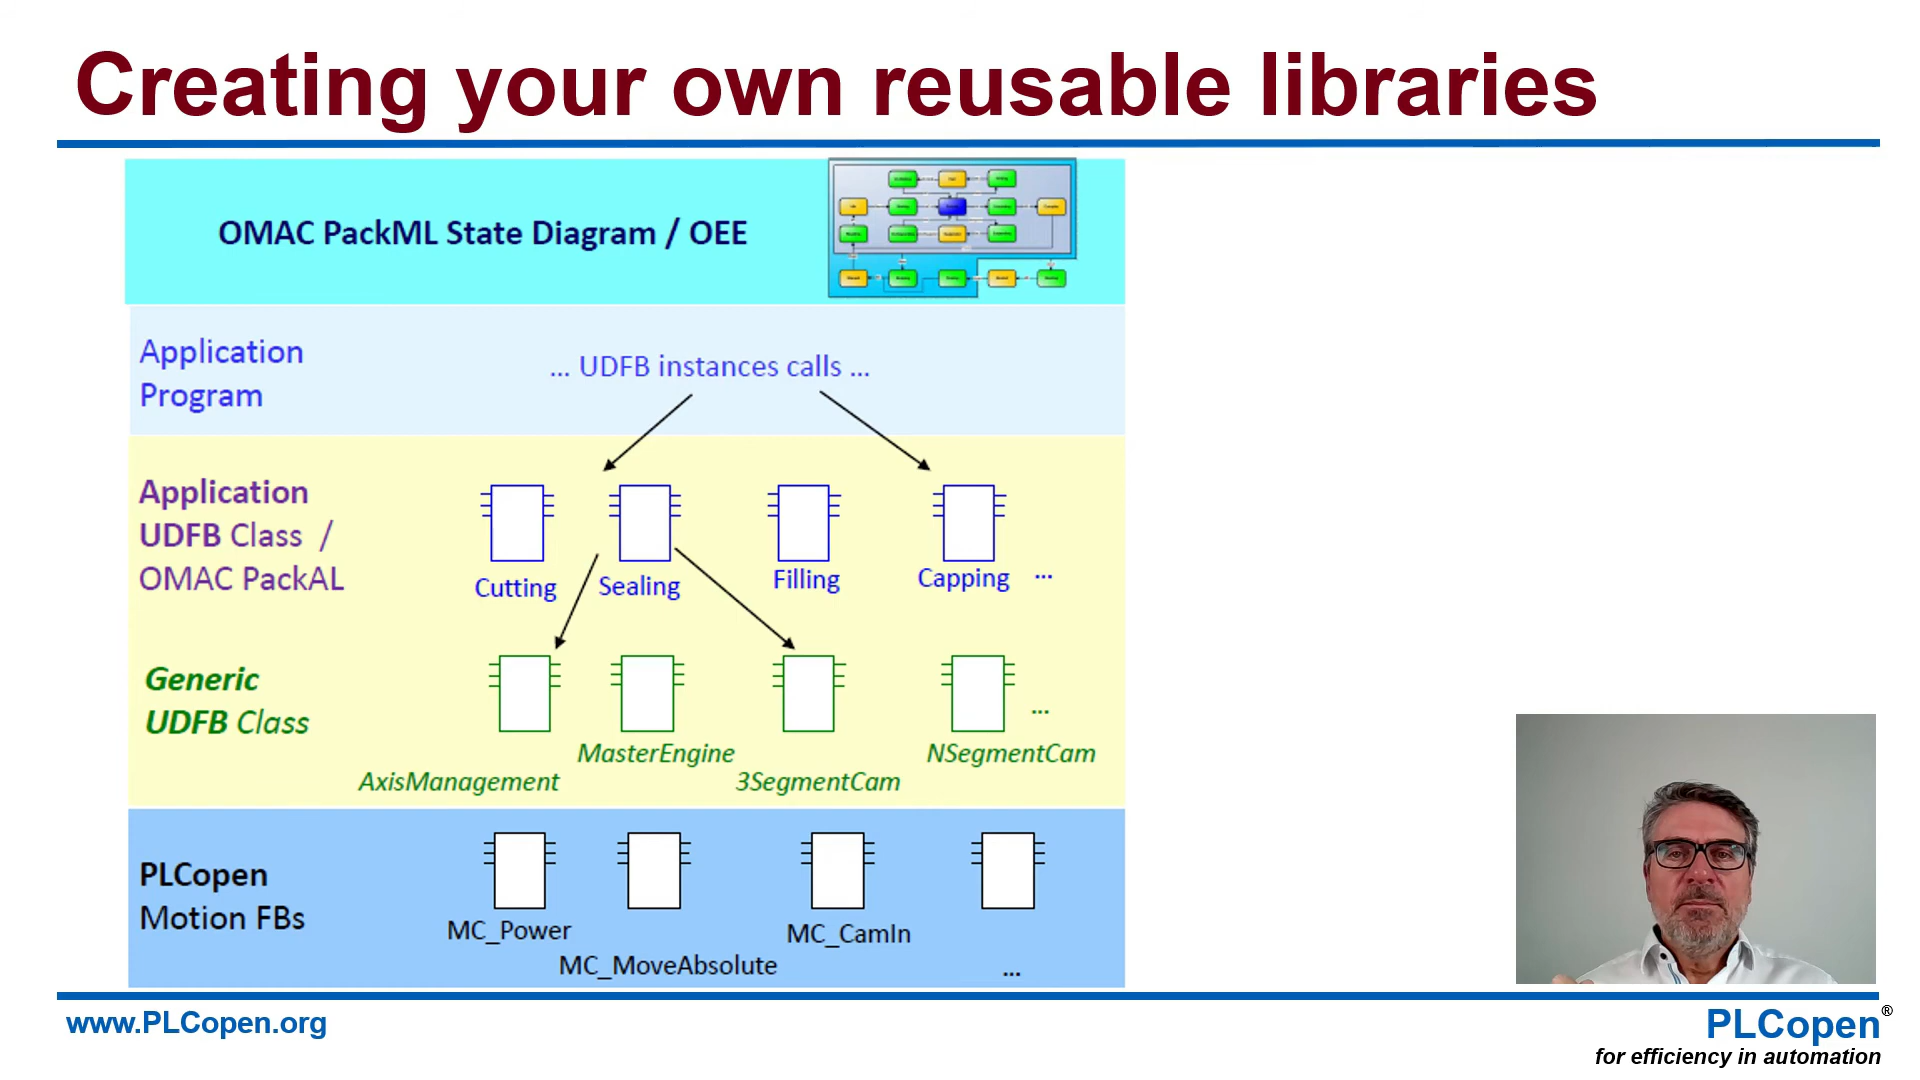 Creating your own reusable libraries
OMAC PackML State Diagram / OEE
Application
Program
... UDFB instances calls ...
Application
UDFB Class /
OMAC PackAL
Cutting
Sealing
Filling
Capping
...
Generic
UDFB Class
...
MasterEngine
NSegmentCam
AxisManagement
3SegmentCam
PLCopen
Motion FBs
MC_Power
MC_CamIn
MC_MoveAbsolute
...
www.PLCopen.org
PLCopen®
for efficiency in automation